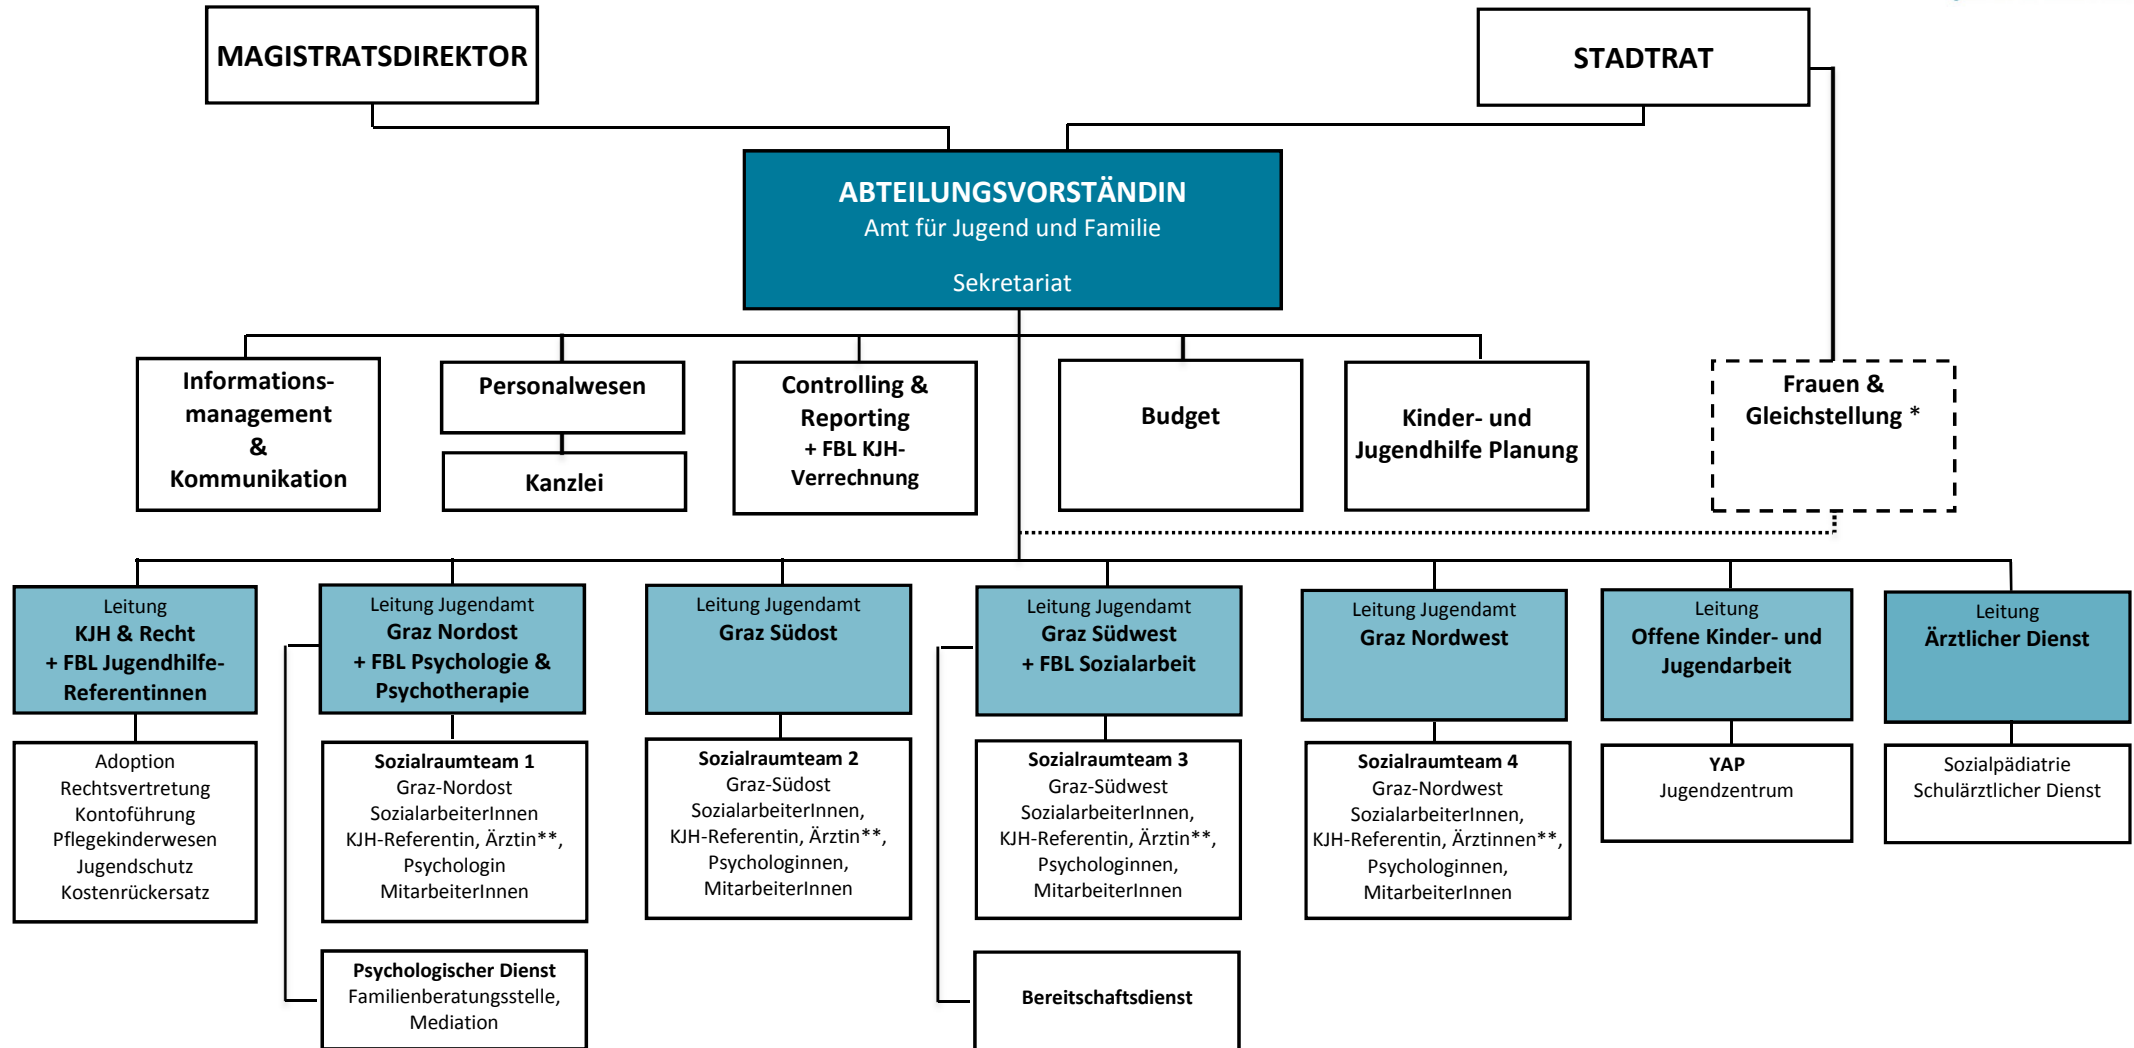 MAGISTRATSDIREKTOR
STADTRAT
ABTEILUNGSVORSTÄNDIN
Amt für Jugend und Familie
Sekretariat
Informations-
management
&
Kommunikation
Personalwesen
Kanzlei
Controlling &
Reporting
+ FBL KJH-
Verrechnung
Budget
Kinder- und
Jugendhilfe Planung
Frauen &
Gleichstellung *
Leitung
KJH & Recht
+ FBL Jugendhilfe-
Referentinnen
Leitung Jugendamt
Graz Nordost
+ FBL Psychologie &
Psychotherapie
Leitung Jugendamt
Graz Südost
Leitung Jugendamt
Graz Südwest
+ FBL Sozialarbeit
Leitung Jugendamt
Graz Nordwest
Leitung
Offene Kinder- und
Jugendarbeit
Leitung
Ärztlicher Dienst
Adoption
Rechtsvertretung
Kontoführung
Pflegekinderwesen
Jugendschutz
Kostenrückersatz
Sozialraumteam 1
Graz-Nordost
SozialarbeiterInnen
KJH-Referentin, Ärztin**,
Psychologin
MitarbeiterInnen
Sozialraumteam 2
Graz-Südost
SozialarbeiterInnen,
KJH-Referentin, Ärztin**,
Psychologinnen,
MitarbeiterInnen
Sozialraumteam 3
Graz-Südwest
SozialarbeiterInnen,
KJH-Referentin, Ärztin**,
Psychologinnen,
MitarbeiterInnen
Sozialraumteam 4
Graz-Nordwest
SozialarbeiterInnen,
KJH-Referentin, Ärztinnen**,
Psychologinnen,
MitarbeiterInnen
YAP
Jugendzentrum
Sozialpädiatrie
Schulärztlicher Dienst
Psychologischer Dienst
Familienberatungsstelle,
Mediation
Bereitschaftsdienst